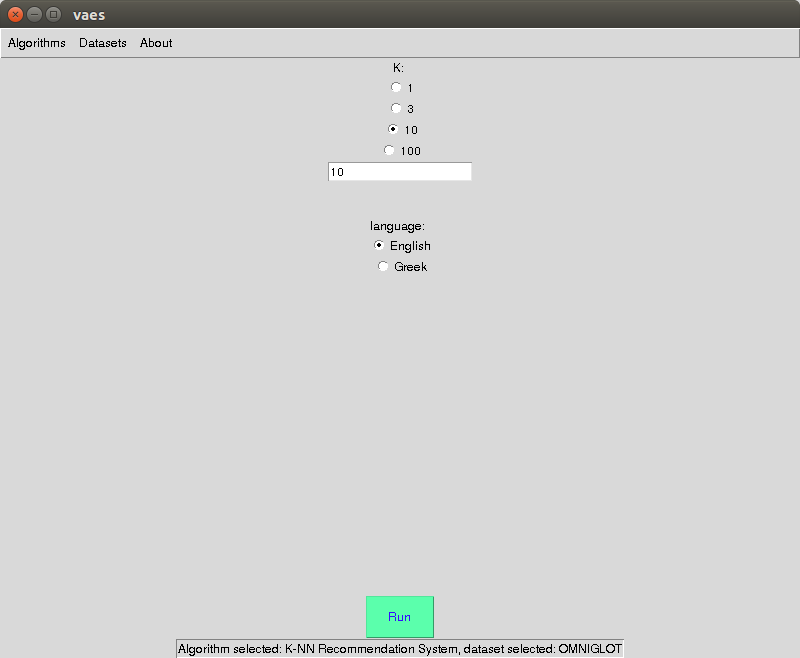 vaes
Algorithms Datasets About
K:
1
3
10
100
10
language:
English
Greek
Run
Algorithm selected: K-NN Recommendation System, dataset selected: OMNIGLOT